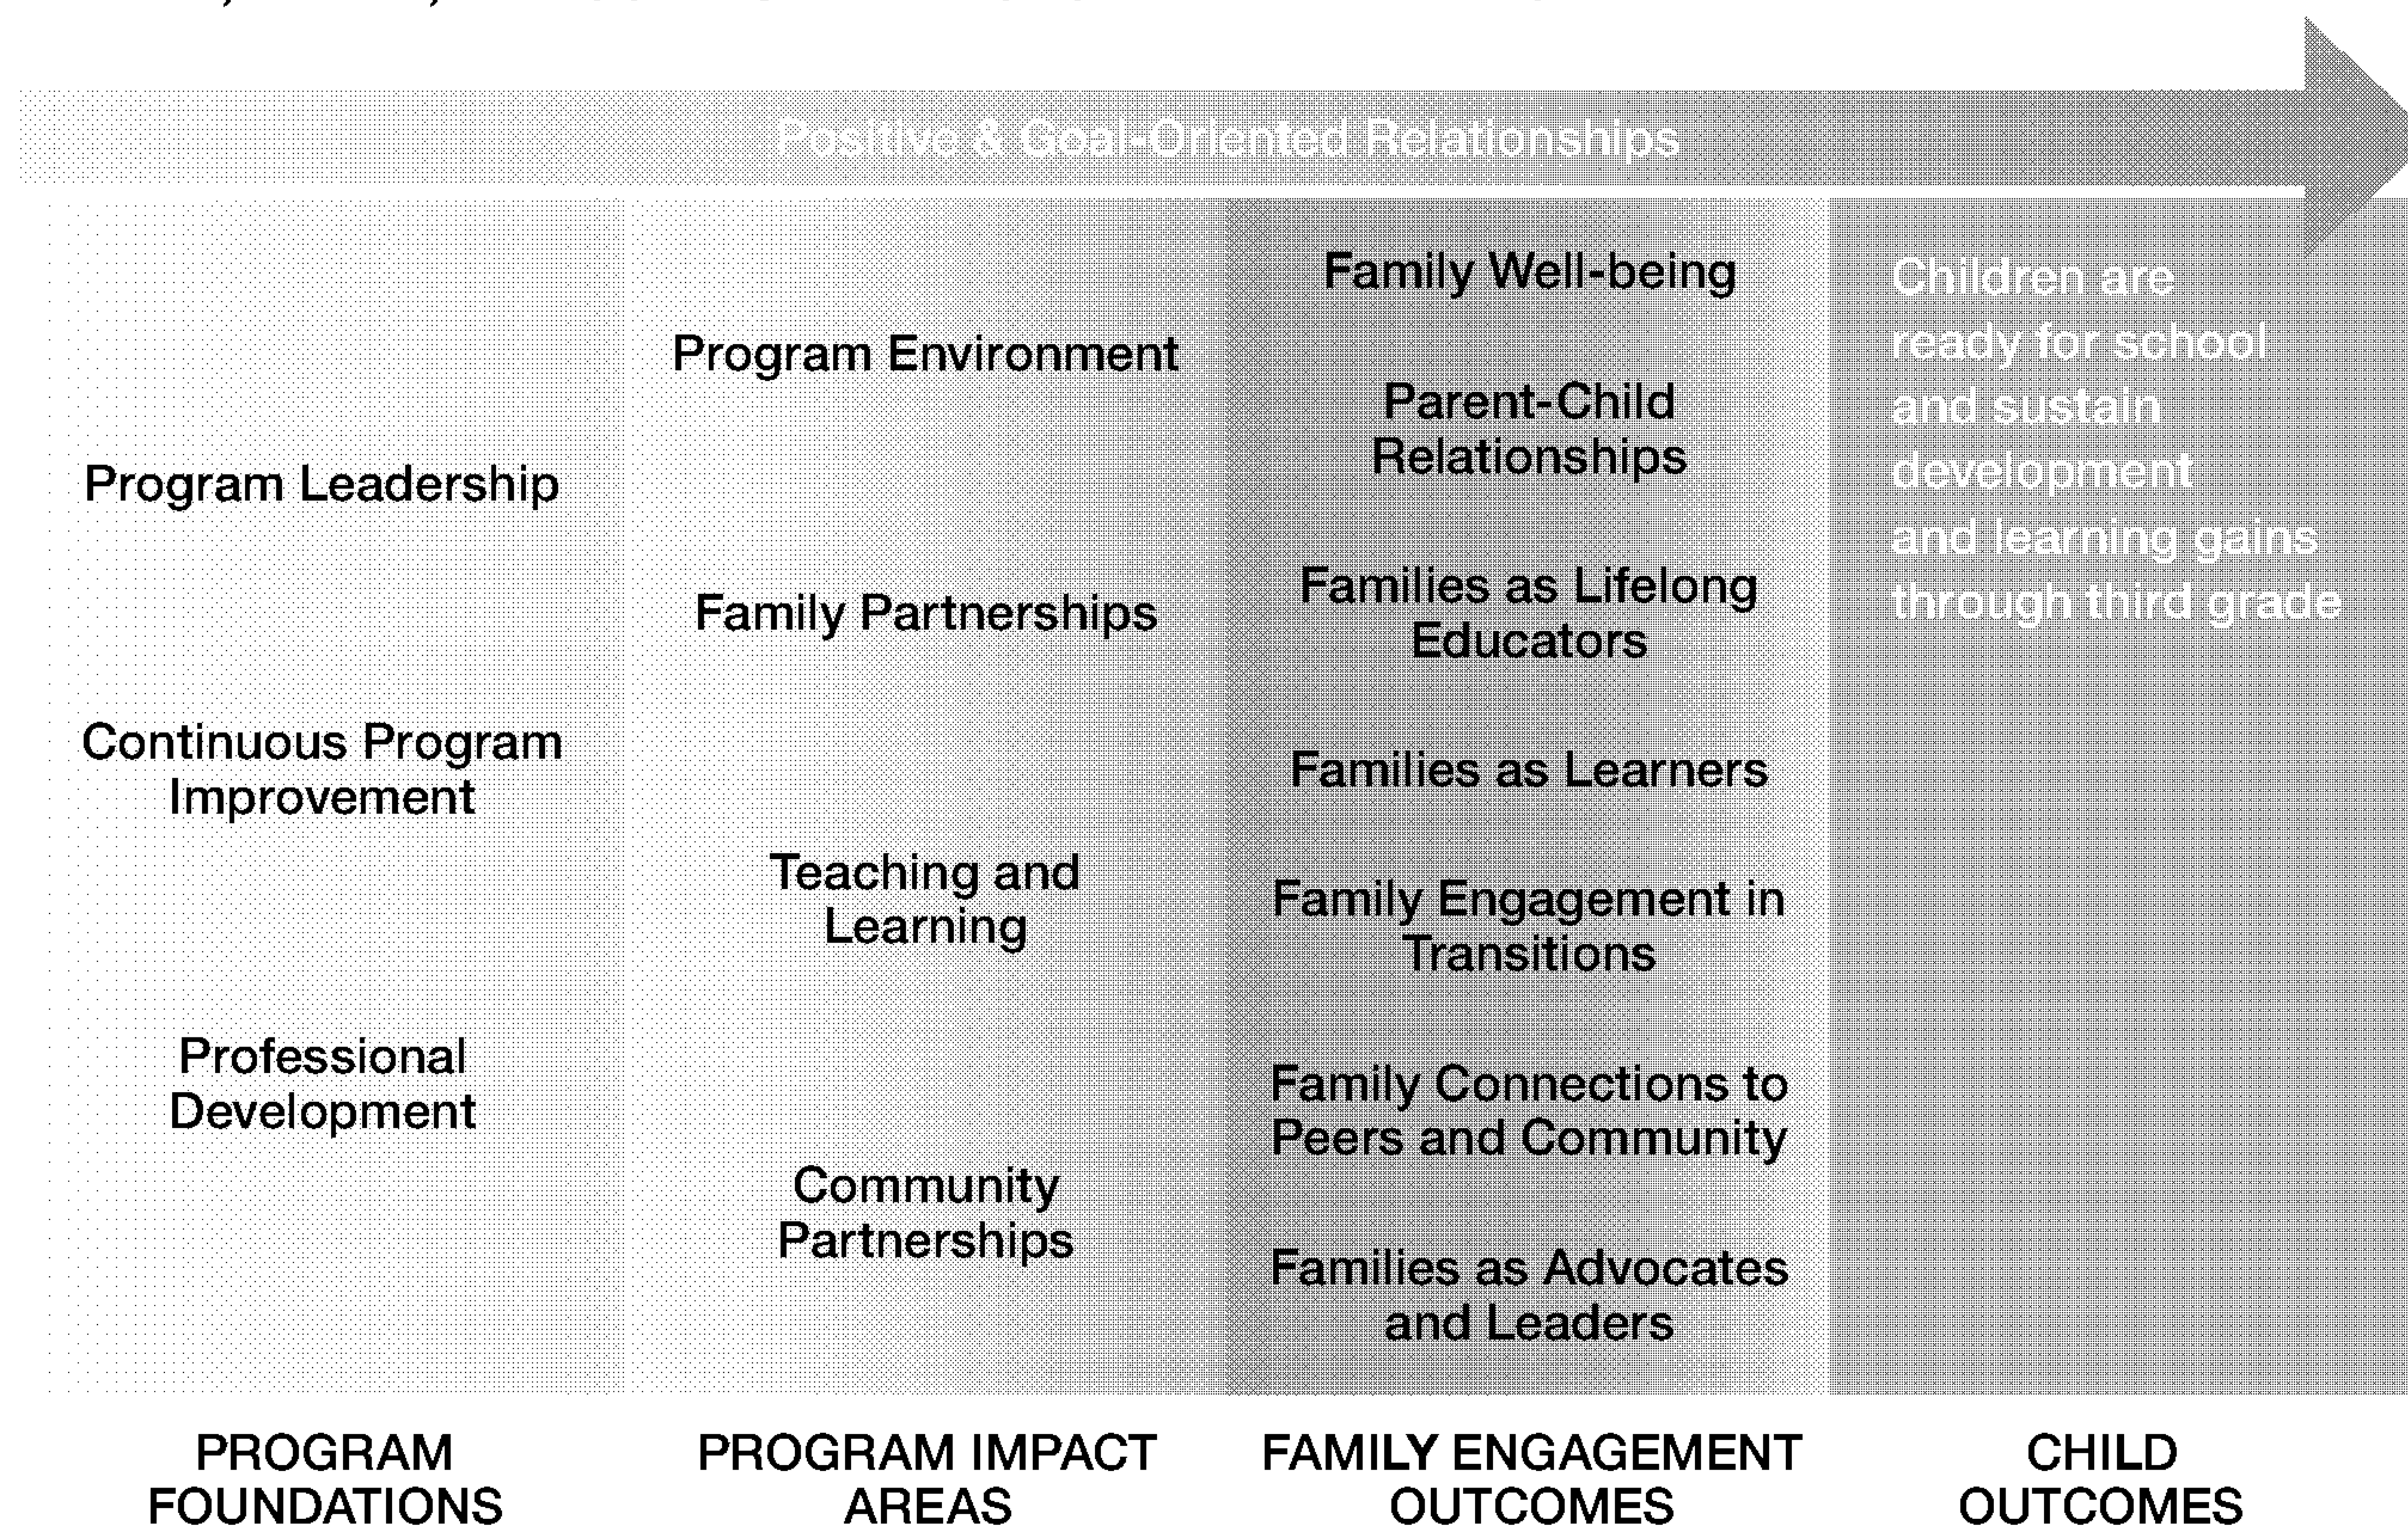 Positive & Goal-Oriented Relationships
Program Leadership
Continuous Program
Improvement
Professional
Development
PROGRAM
FOUNDATIONS
Program Environment
Family Partnerships
Teaching and
Learning
Community
Partnerships
PROGRAM IMPACT
AREAS
Family Well-being
Parent-Child
Relationships
Families as Lifelong
Educators
Families as Learners
Family Engagement in
Transitions
Family Connections to
Peers and Community
Families as Advocates
and Leaders
FAMILY ENGAGEMENT
OUTCOMES
Children are
ready for school
and sustain
development
and learning gains
through third grade
CHILD
OUTCOMES